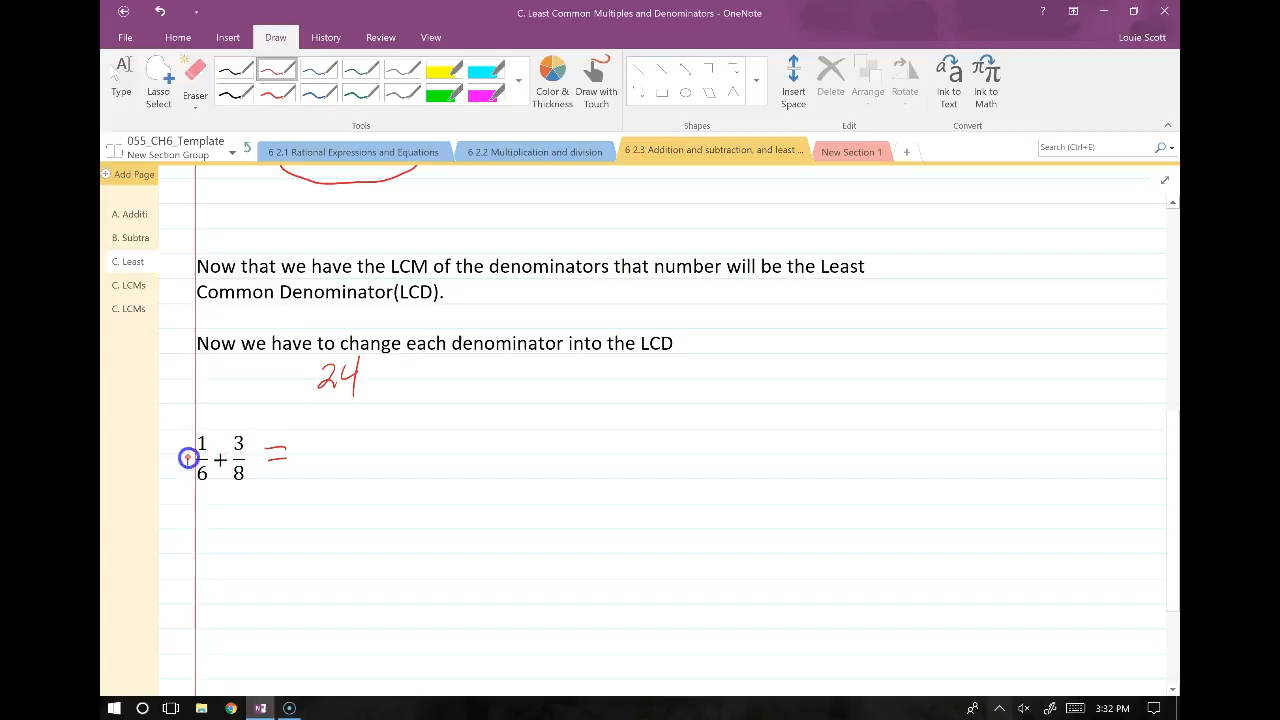 C. Least Common Multiples and Denominators - OneNote
?
File Home Insert Draw History Review View
Louie Scott
Type
Lasso Select
Eraser
Color & Thickness
Draw with Touch
Insert Space
Delete
Arrange
Rotate
Ink to Text
Ink to Math
Tools
Shapes
Edit
Convert
055_CH6_Template
New Section Group
6 2.1 Rational Expressions and Equations
6 2.2 Multiplication and division
6 2.3 Addition and subtraction, and least ...
New Section 1
+
Search (Ctrl+E)
Add Page
A. Additi
B. Subtra
C. Least
C. LCMs
C. LCMs
Now that we have the LCM of the denominators that number will be the Least
Common Denominator(LCD).
Now we have to change each denominator into the LCD
24
1/6 + 3/8 =
3:32 PM